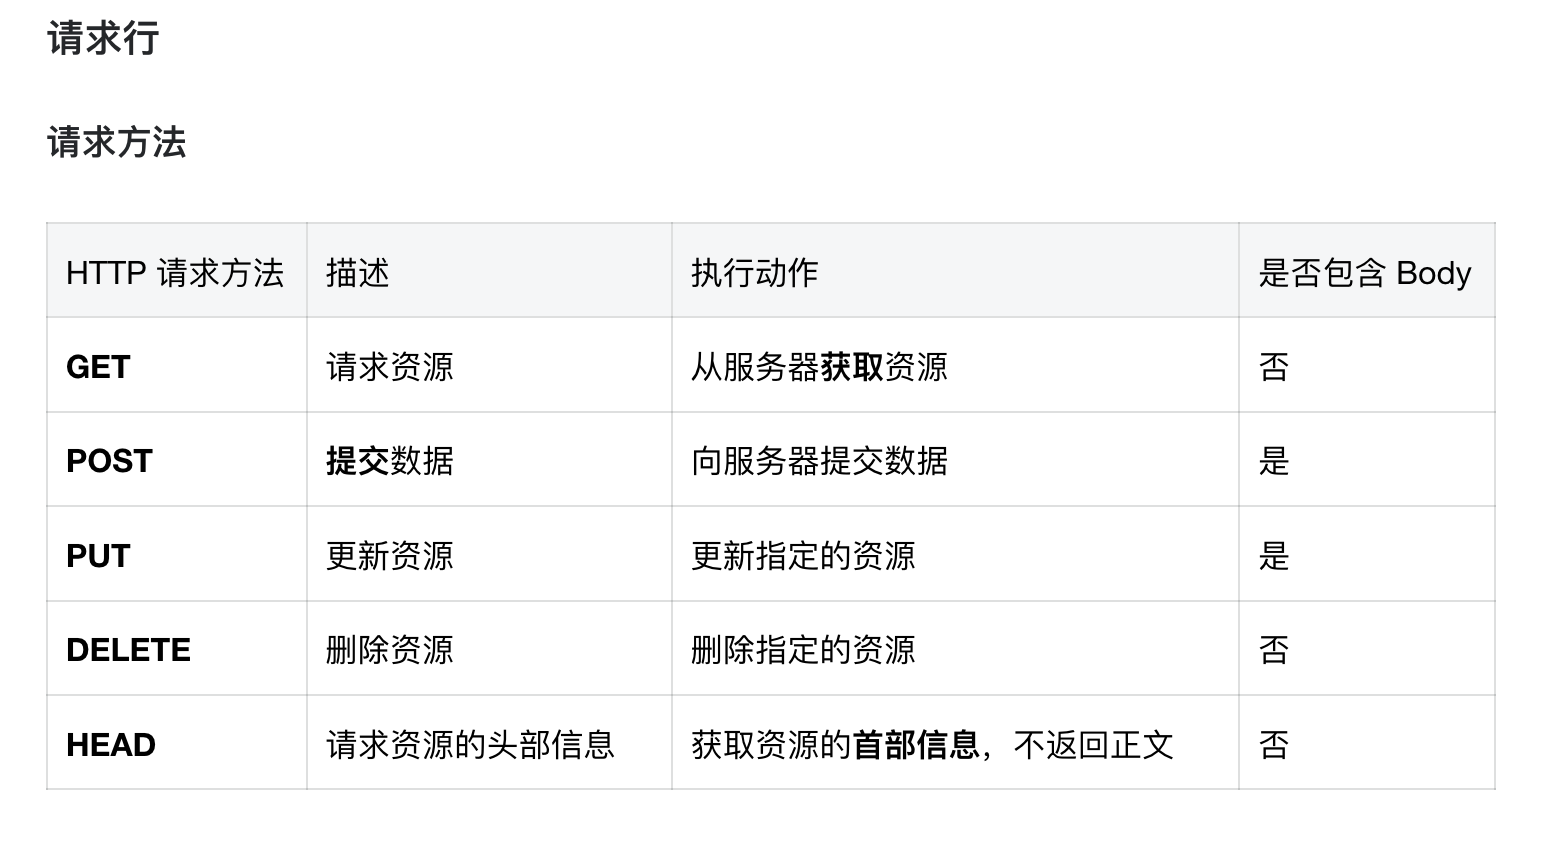 请求行
请求方法
HTTP 请求方法 描述 执行动作 是否包含 Body
GET 请求资源 从服务器获取资源 否
POST 提交数据 向服务器提交数据 是
PUT 更新资源 更新指定的资源 是
DELETE 删除资源 删除指定的资源 否
HEAD 请求资源的头部信息 获取资源的首部信息，不返回正文 否